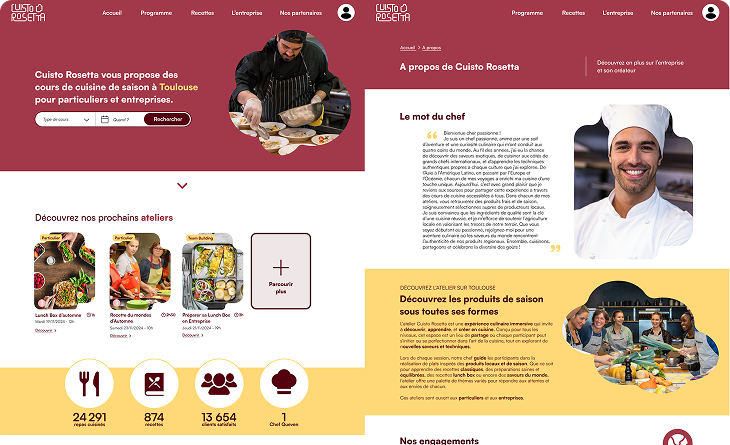 CUISTO
ROSETTA
Accueil
Programme
Recettes
L'entreprise
Nos partenaires
Cuisto Rosetta vous propose des
cours de cuisine de saison à Toulouse
pour particuliers et entreprises.
Type de cours
Quand ?
Rechercher
Découvrez nos prochains ateliers
Particulier
Particulier
Team Building
Lunch Box d'automne
Mardi 19/11/2024 - 10h
Découvrir >
Recette du mondes
d'Automne
2h30
Samedi 23/11/2024 - 10h
Découvrir >
Préparer sa Lunch Box
en Entreprise
Jeudi 21/11/2024 - 10h
Découvrir >
Parcourir
plus
24 291
repas cuisinés
874
recettes
13 654
clients satisfaits
1
Chef Queven
CUISTO
ROSETTA
Programme
Recettes
L'entreprise
Nos partenaires
Accueil > A propos
A propos de Cuisto Rosetta
Découvrez en plus sur l'entreprise
et son créateur
Le mot du chef
Bienvenue cher passionné !
Je suis un chef passionné, animé par une soif
d'aventure et une curiosité culinaire qui m'ont conduit aux
quatre coins du monde. Au fil des années, j'ai eu la chance
de découvrir des saveurs exotiques, de cuisiner aux côtés de
grands chefs internationaux, et d'apprendre les techniques
authentiques propres à chaque culture que j'ai explorée. De
l'Asie à l'Amérique Latine, en passant par l'Europe et
l'Océanie, chacun de mes voyages a enrichi ma cuisine d'une
touche unique. Aujourd'hui, c'est avec grand plaisir que je
reviens aux sources pour partager cette expérience à travers
des cours de cuisine accessibles à tous. Dans chacun de mes
ateliers, vous retrouverez des produits frais et de saison,
soigneusement sélectionnés auprès de producteurs locaux.
Je suis convaincu que les ingrédients de qualité sont la clé
d'une cuisine réussie, et je m'efforce de soutenir l'agriculture
locale en valorisant les trésors de notre terroir. Que vous
soyez débutant ou passionné, rejoignez-moi pour une
aventure culinaire où les saveurs du monde rencontrent
l'authenticité de nos produits régionaux. Ensemble, cuisinons,
partageons et célébrons la diversité des goûts !
DÉCOUVREZ L'ATELIER SUR TOULOUSE
Découvrez les produits de saison
sous toutes ses formes
L'atelier Cuisto Rosetta est une expérience culinaire immersive qui invite
à découvrir, apprendre, et créer en cuisine. Conçu pour tous les
niveaux, cet espace est un lieu de partage où chaque participant peut
s'initier ou se perfectionner dans l'art de la cuisine, tout en explorant de
nouvelles saveurs et techniques.
Lors de chaque session, notre chef guide les participants dans la
réalisation de plats inspirés des produits locaux et de saison. Que ce soit
pour apprendre des recettes classiques, des préparations saines et
équilibrées, des recettes lunch box ou encore des saveurs du monde,
l'atelier offre une palette de thèmes variés pour répondre aux attentes et
aux envies de chacun.
Ces ateliers sont ouvert aux particuliers et aux entreprises.
Nos engagements